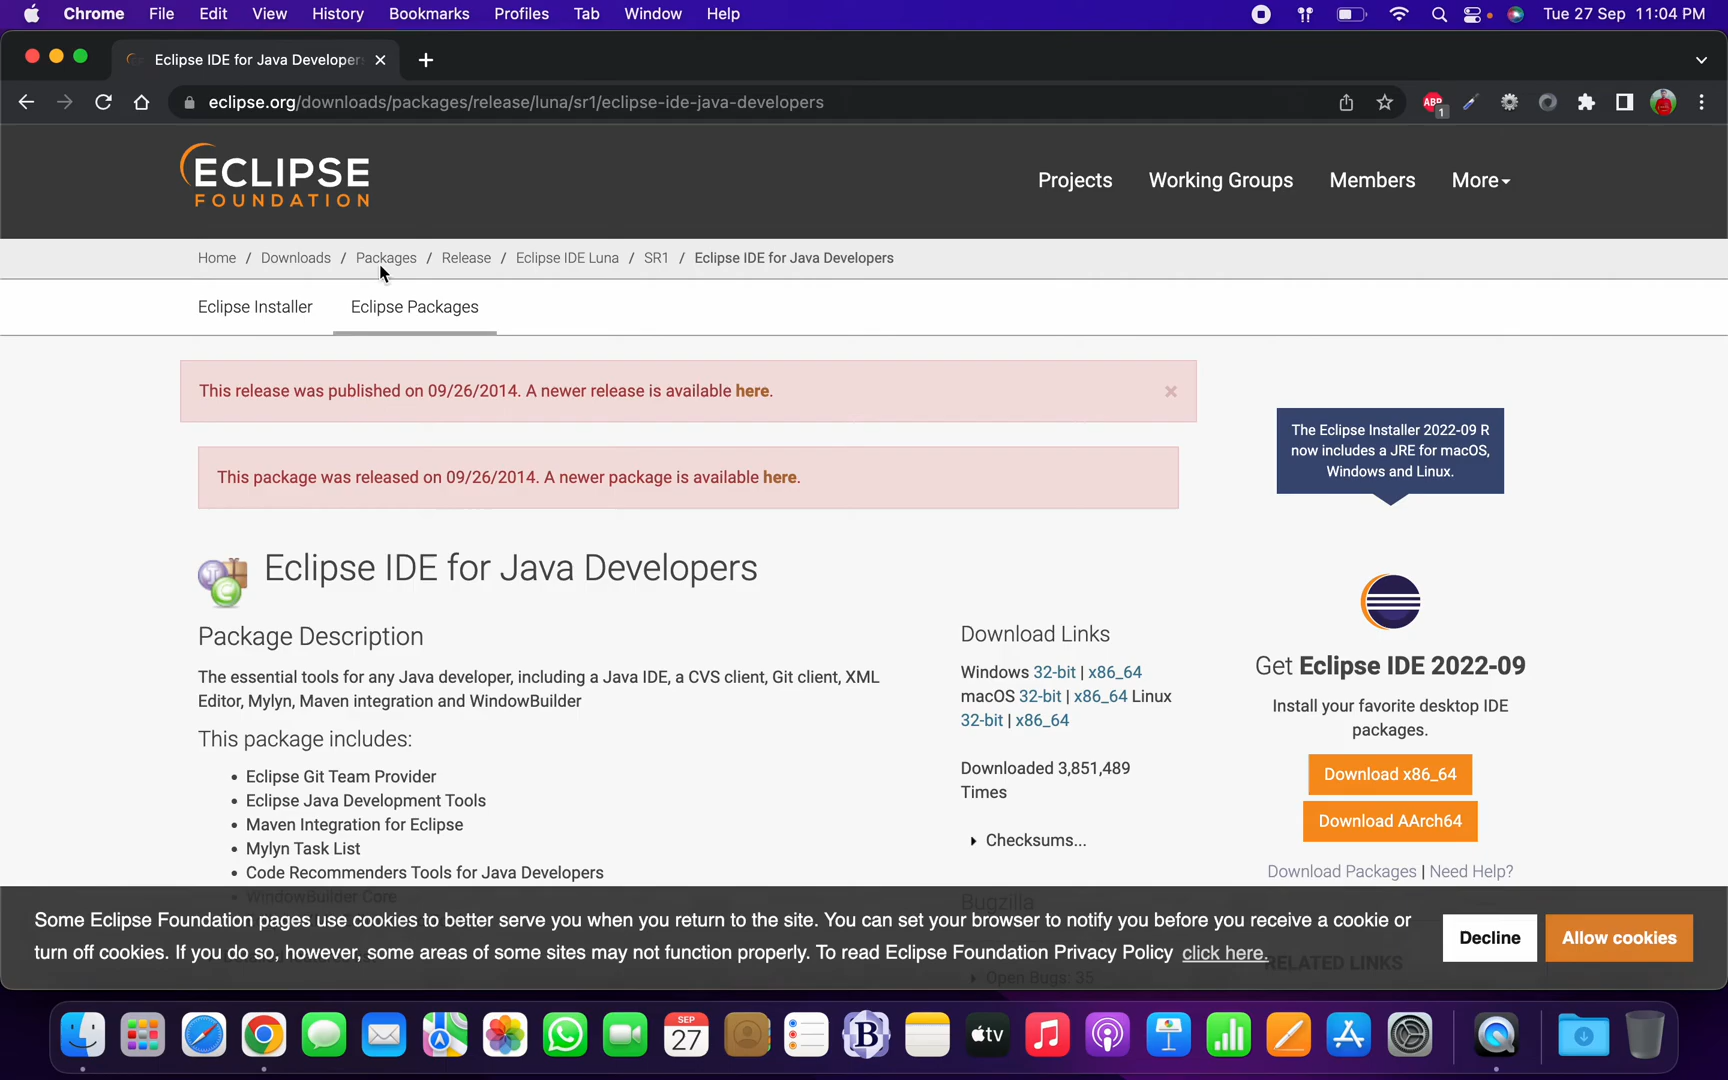 Chrome File Edit View History Bookmarks Profiles Tab Window Help Tue 27 Sep 11:04 PM
Eclipse IDE for Java Developer
eclipse.org/downloads/packages/release/luna/sr1/eclipse-ide-java-developers
ABP 1
ECLIPSE
FOUNDATION
Projects Working Groups Members More
Home / Downloads / Packages / Release / Eclipse IDE Luna / SR1 / Eclipse IDE for Java Developers
Eclipse Installer Eclipse Packages
This release was published on 09/26/2014. A newer release is available here. ×
This package was released on 09/26/2014. A newer package is available here.
The Eclipse Installer 2022-09 R
now includes a JRE for macOS,
Windows and Linux.
Eclipse IDE for Java Developers
Package Description
The essential tools for any Java developer, including a Java IDE, a CVS client, Git client, XML
Editor, Mylyn, Maven integration and WindowBuilder
This package includes:
• Eclipse Git Team Provider
• Eclipse Java Development Tools
• Maven Integration for Eclipse
• Mylyn Task List
• Code Recommenders Tools for Java Developers
• WindowBuilder Core
Download Links
Windows 32-bit | x86_64
macOS 32-bit | x86_64 Linux
32-bit | x86_64
Downloaded 3,851,489
Times
Checksums...
Bugzilla
Open Bugs: 35
Get Eclipse IDE 2022-09
Install your favorite desktop IDE
packages.
Download x86_64
Download AArch64
Download Packages | Need Help?
RELATED LINKS
Some Eclipse Foundation pages use cookies to better serve you when you return to the site. You can set your browser to notify you before you receive a cookie or
turn off cookies. If you do so, however, some areas of some sites may not function properly. To read Eclipse Foundation Privacy Policy click here.
Decline Allow cookies
SEP
27
B
tv